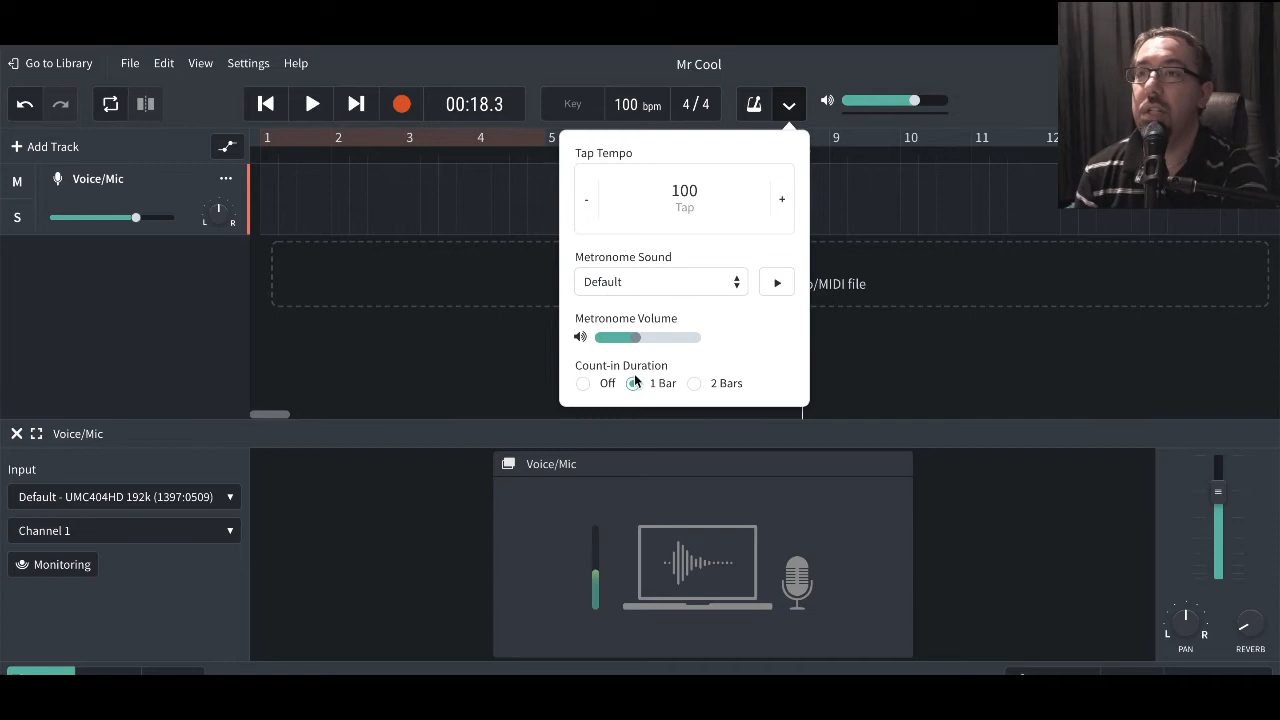 Go to Library File Edit View Settings Help Mr Cool
00:18.3 Key 100 bpm 4/4
1 2 3 4 5 9 10 11 12
+ Add Track
M Voice/Mic ...
S L R
Tap Tempo
- 100 +
Tap
Metronome Sound
Default
/MIDI file
Metronome Volume
Count-in Duration
Off 1 Bar 2 Bars
Voice/Mic
Input
Default - UMC404HD 192k (1397:0509)
Channel 1
Monitoring
Voice/Mic
L R
PAN REVERB